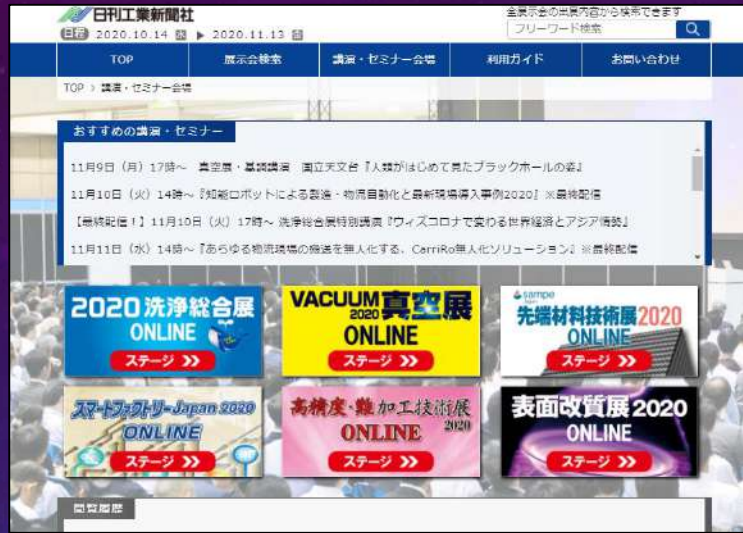 日刊工業新聞社
日程 2020.10.14 水 ▶ 2020.11.13 金
全展示会の出展内容から検索できます
フリーワード検索
TOP 展示会検索 講演・セミナー会場 利用ガイド お問い合わせ
TOP > 講演・セミナー会場
おすすめの講演・セミナー
11月9日（月）17時～ 真空展・基調講演 国立天文台『人類がはじめて見たブラックホールの姿』
11月10日（火）14時～『知能ロボットによる製造・物流自動化と最新現場導入事例2020』※最終配信
【最終配信！】11月10日（火）17時～ 洗浄総合展特別講演『ウィズコロナで変わる世界経済とアジア情勢』
11月11日（水）14時～『あらゆる物流現場の搬送を無人化する、CarriRo無人化ソリューション』※最終配信
2020洗浄総合展
ONLINE
ステージ
VACUUM 2020 真空展
ONLINE
ステージ
sampe Japan
先端材料技術展2020
ONLINE
ステージ
スマートファクトリーJapan 2020
ONLINE
ステージ
高精度・難加工技術展
ONLINE 2020
ステージ
表面改質展2020
ONLINE
ステージ
閲覧履歴